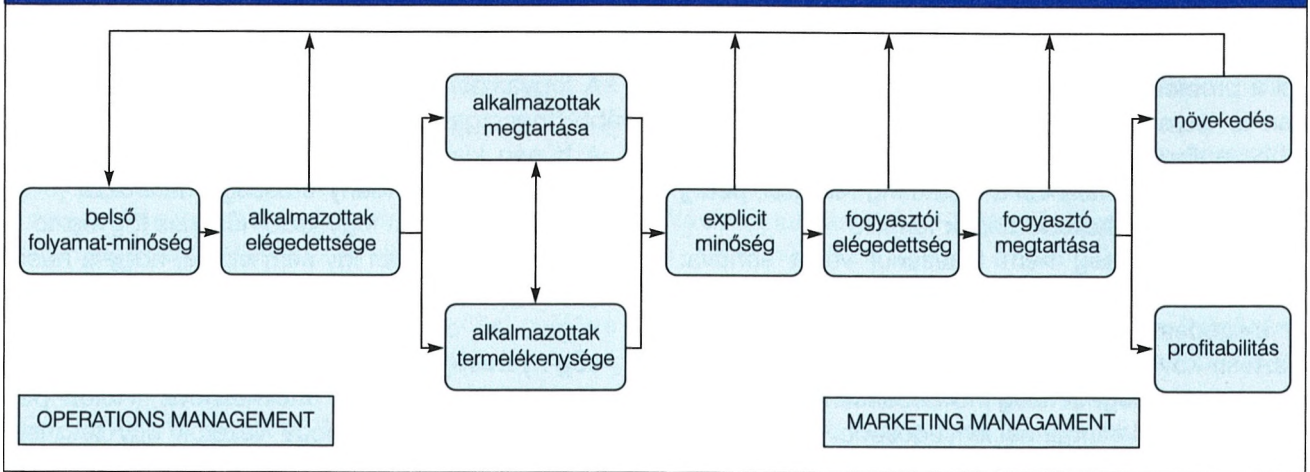 alkalmazottak
megtartása
növekedés
belső
folyamat-minőség
alkalmazottak
elégedettsége
explicit
minőség
fogyasztói
elégedettség
fogyasztó
megtartása
alkalmazottak
termelékenysége
profitabilitás
OPERATIONS MANAGEMENT
MARKETING MANAGAMENT